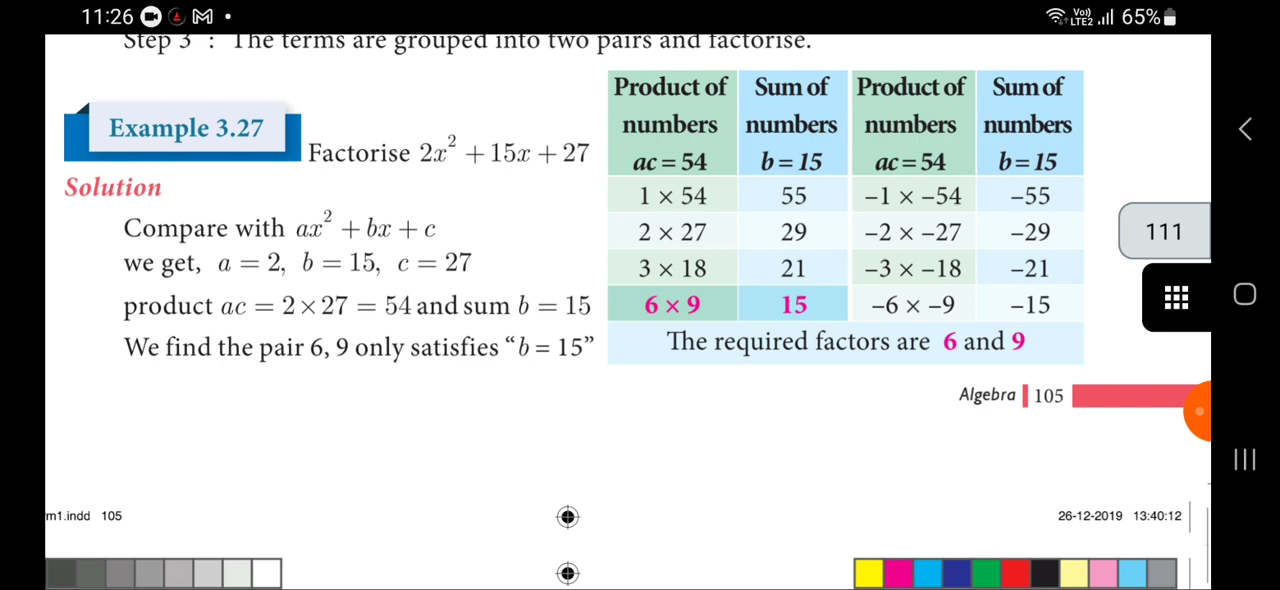 11:26
Vo))
LTE2 65%
Step 3 : The terms are grouped into two pairs and factorise.
Example 3.27
Factorise 2x² + 15x + 27
Solution
Compare with ax² + bx + c
we get, a = 2, b = 15, c = 27
product ac = 2 × 27 = 54 and sum b = 15
We find the pair 6, 9 only satisfies “b = 15”
Product of numbers ac = 54 Sum of numbers b = 15 Product of numbers ac = 54 Sum of numbers b = 15
1 × 54 55 –1 × –54 –55
2 × 27 29 –2 × –27 –29
3 × 18 21 –3 × –18 –21
6 × 9 15 –6 × –9 –15
The required factors are 6 and 9
111
Algebra 105
m1.indd 105
26-12-2019 13:40:12